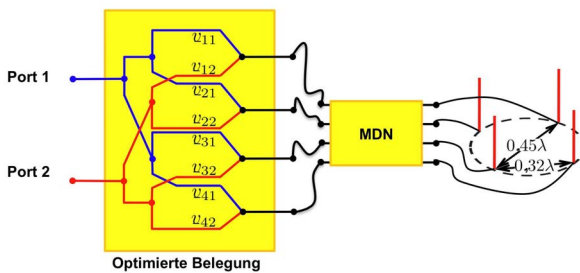 v11
v12
Port 1
v21
v22
MDN
v31
0,45λ
Port 2
v32
0,32λ
v41
v42
Optimierte Belegung